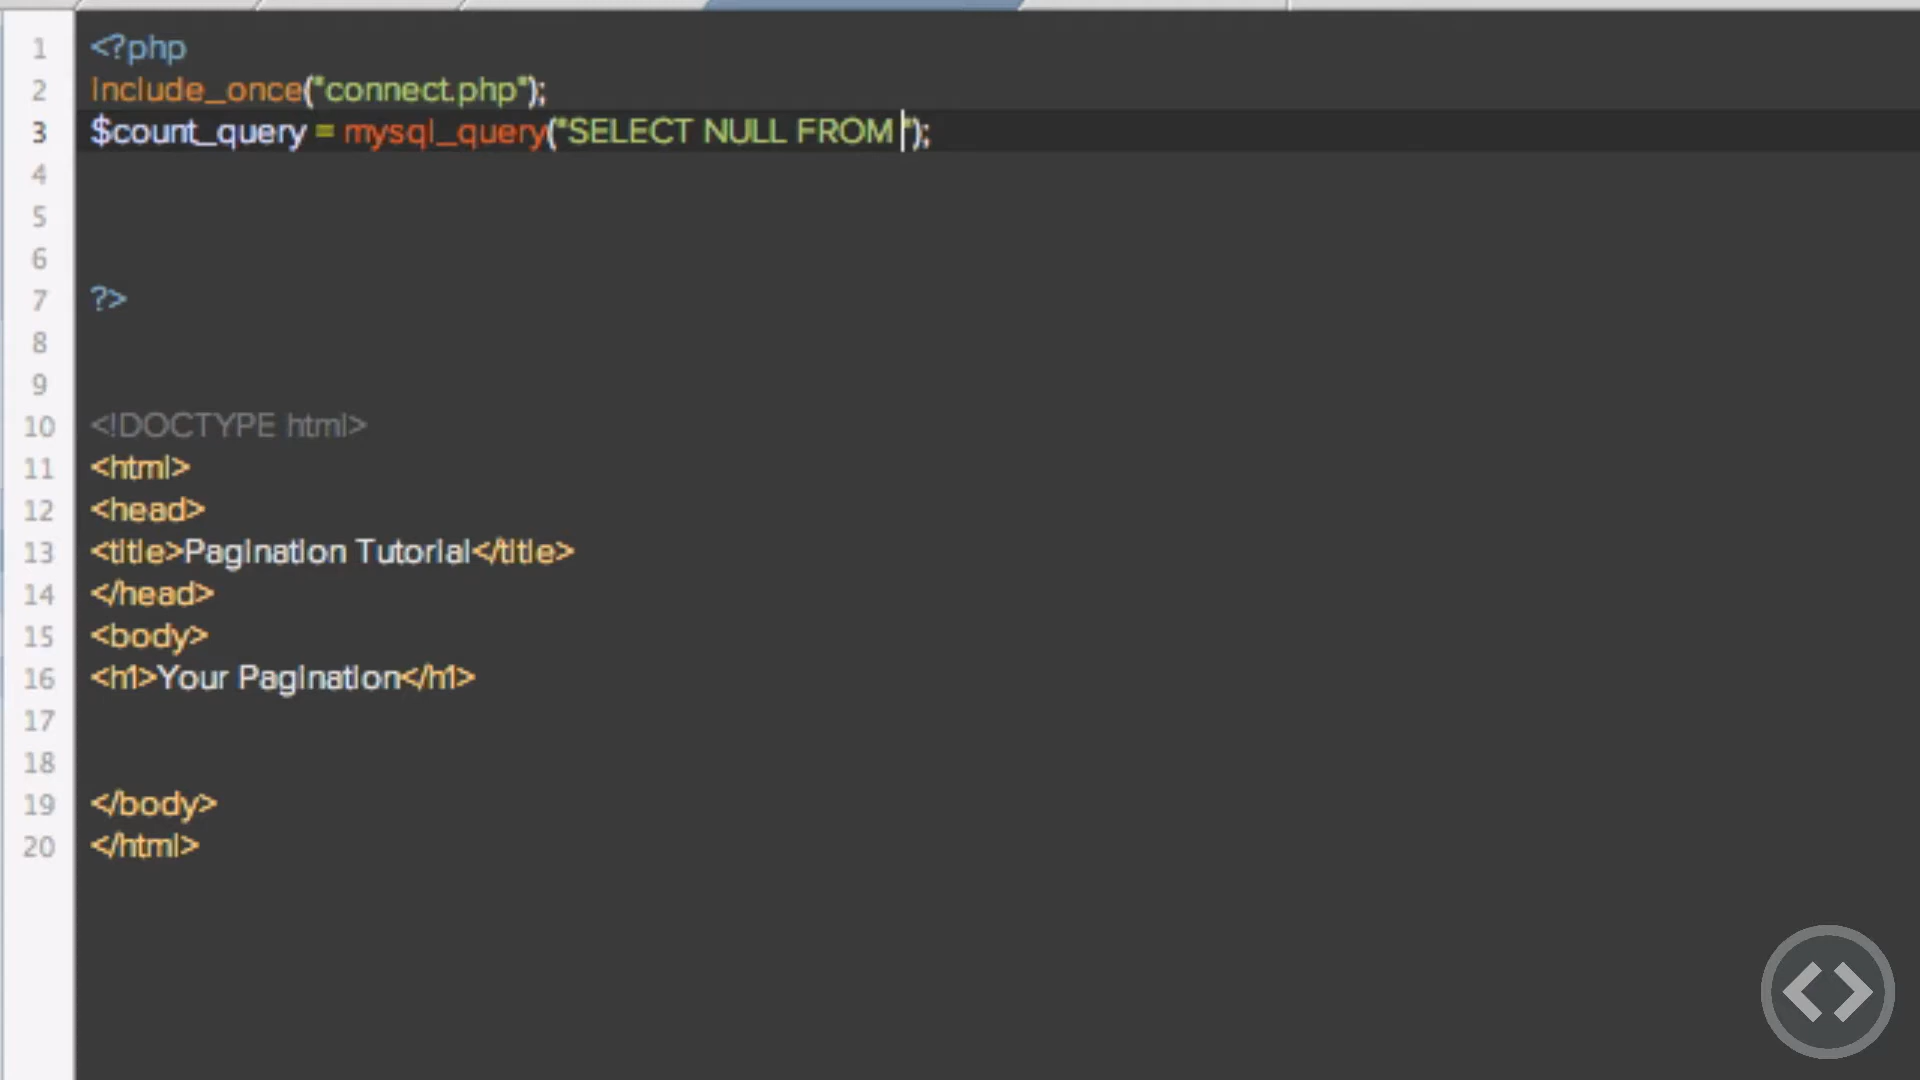 1 <?php
2 include_once("connect.php");
3 $count_query = mysql_query("SELECT NULL FROM ");
4
5
6
7 ?>
8
9
10 <!DOCTYPE html>
11 <html>
12 <head>
13 <title>Pagination Tutorial</title>
14 </head>
15 <body>
16 <h1>Your Pagination</h1>
17
18
19 </body>
20 </html>